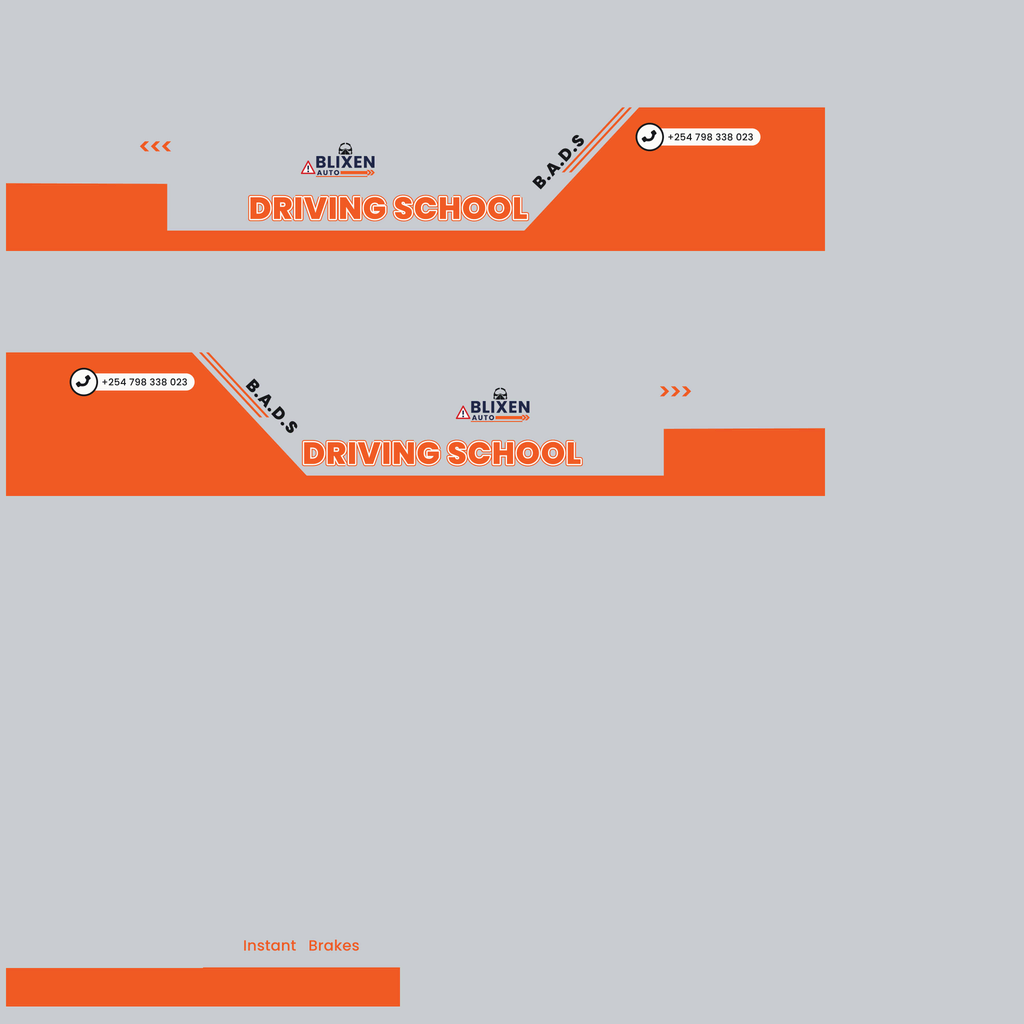 +254 798 338 023
B.A.D.S
BLIXEN
AUTO
DRIVING SCHOOL
+254 798 338 023
B.A.D.S
BLIXEN
AUTO
DRIVING SCHOOL
Instant Brakes